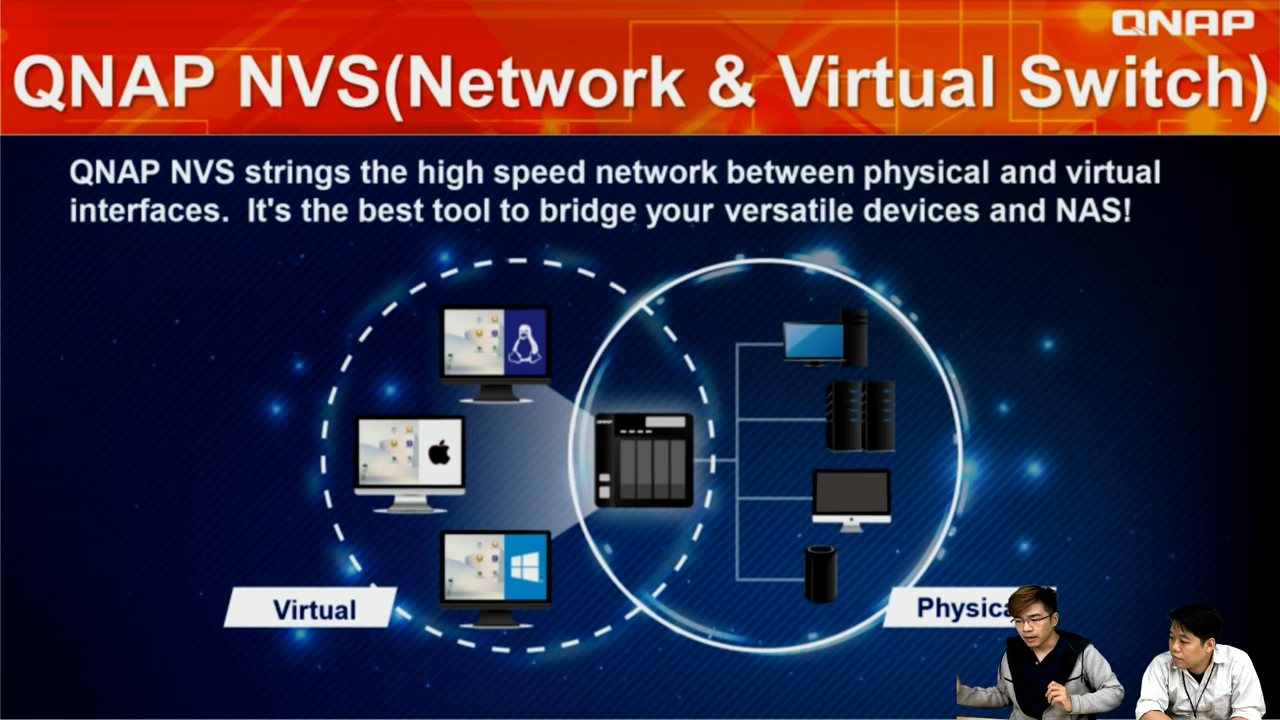 QNAP
QNAP NVS(Network & Virtual Switch)
QNAP NVS strings the high speed network between physical and virtual
interfaces. It's the best tool to bridge your versatile devices and NAS!
Virtual
Physica